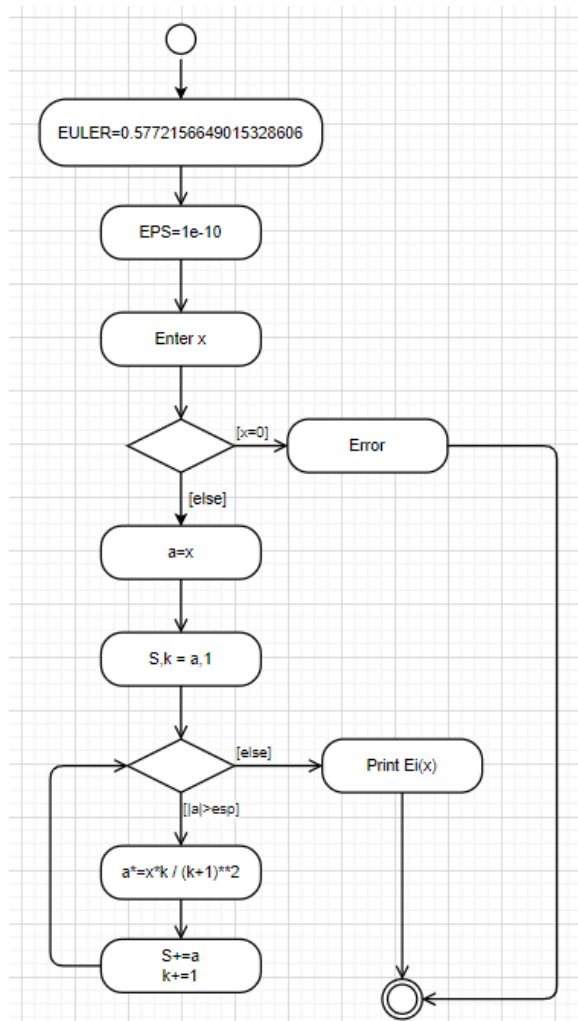 EULER=0.5772156649015328606
EPS=1e-10
Enter x
[x=0]
Error
[else]
a=x
S,k = a,1
[else]
Print Ei(x)
[|a|>esp]
a*=x*k / (k+1)**2
S+=a
k+=1